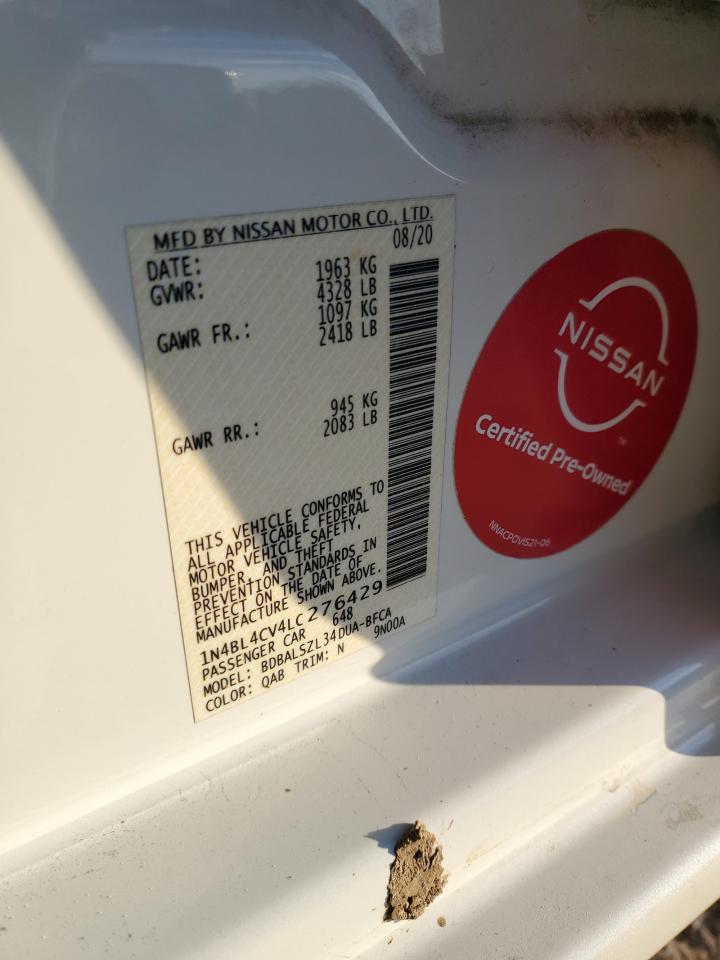 MFD BY NISSAN MOTOR CO., LTD.
DATE: 08/20
GVWR: 1963 KG
4328 LB
GAWR FR.: 1097 KG
2418 LB
GAWR RR.: 945 KG
2083 LB
THIS VEHICLE CONFORMS TO
ALL APPLICABLE FEDERAL
MOTOR VEHICLE SAFETY,
BUMPER, AND THEFT
PREVENTION STANDARDS IN
EFFECT ON THE DATE OF
MANUFACTURE SHOWN ABOVE.
1N4BL4CV4LC276429
PASSENGER CAR 648
MODEL: BDBALSZL34DUA-BFCA
COLOR: QAB TRIM: N 9N00A
NISSAN
TM
Certified Pre-Owned
NNACPOVIS21-06